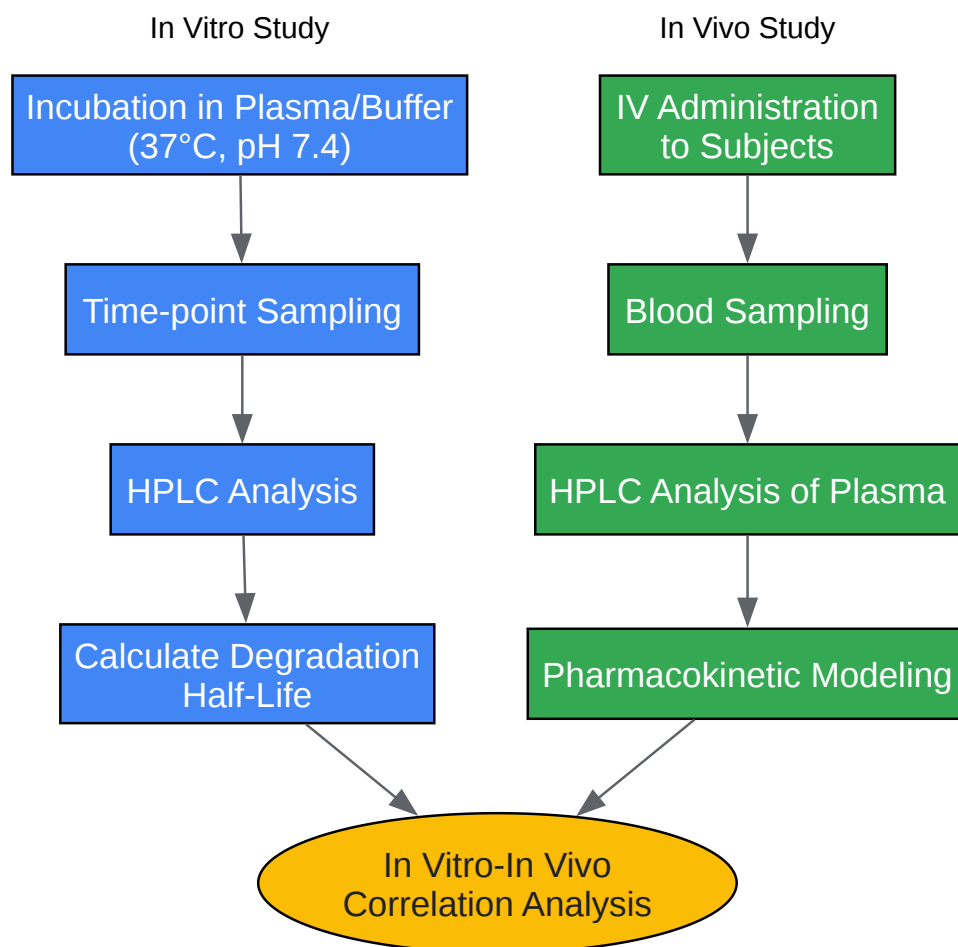 In Vitro Study
Incubation in Plasma/Buffer
(37°C, pH 7.4)
Time-point Sampling
HPLC Analysis
Calculate Degradation
Half-Life
In Vivo Study
IV Administration
to Subjects
Blood Sampling
HPLC Analysis of Plasma
Pharmacokinetic Modeling
In Vitro-In Vivo
Correlation Analysis